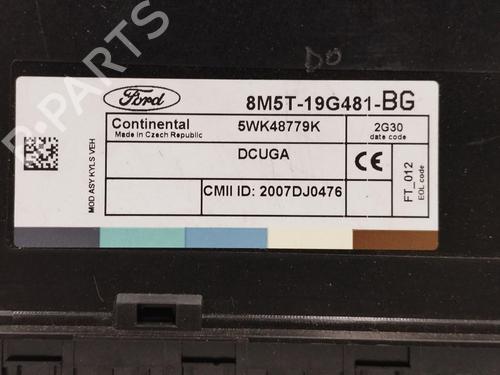 DO
Ford
8M5T-19G481-BG
Continental
Made in Czech Republic
5WK48779K
2G30
date code
DCUGA
CE
CMII ID: 2007DJ0476
MOD ASY KYLS VEH
FT_012
EOL code